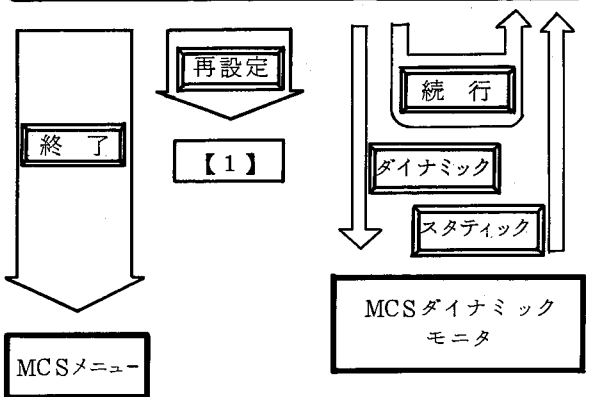 再設定
続 行
終 了
【1】
ダイナミック
スタティック
MCSダイナミック
モニタ
MCSメニュー